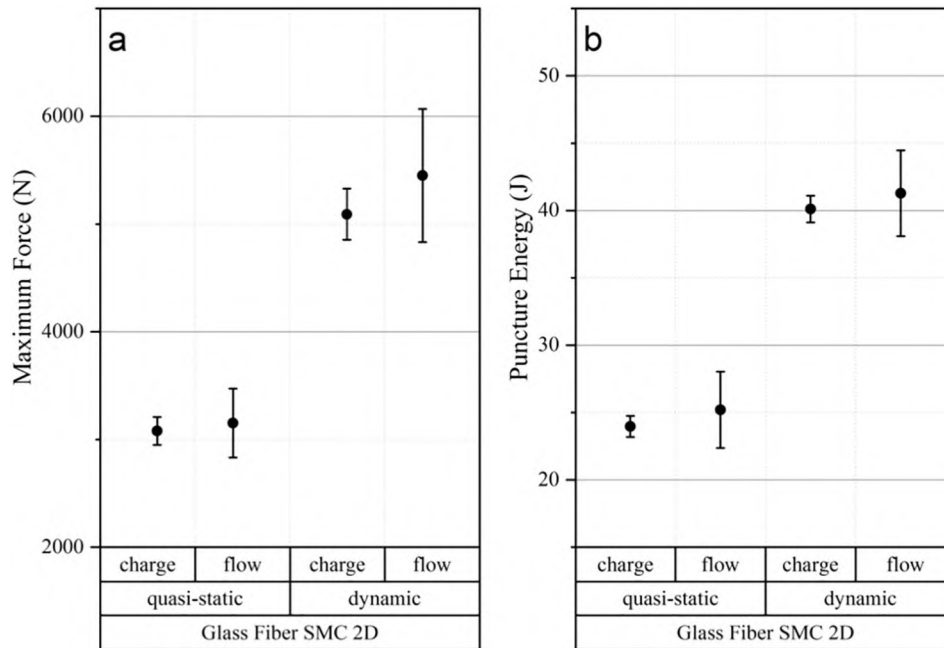 a
Maximum Force (N)
6000
4000
2000
charge flow charge flow
quasi-static dynamic
Glass Fiber SMC 2D
b
Puncture Energy (J)
50
40
30
20
charge flow charge flow
quasi-static dynamic
Glass Fiber SMC 2D